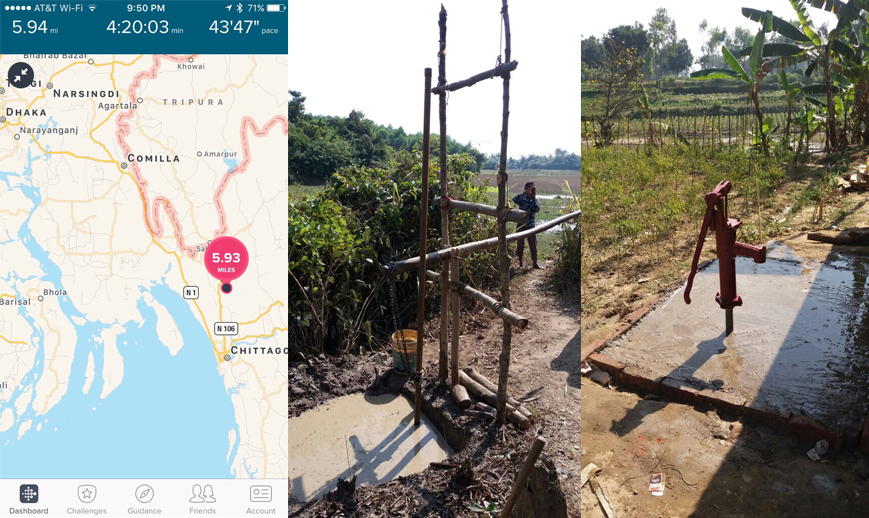 AT&T Wi-Fi 9:50 PM 71%
5.94 mi 4:20:03 min 43'47" pace
Bhairab Bazar
Khowai
NARSINGDI
Agartala
TRIPURA
DHAKA
Narayanganj
COMILLA
Amarpur
5.93
MILES
N1
Bhola
Barisal
N 106
CHITTAGO
Dashboard Challenges Guidance Friends Account